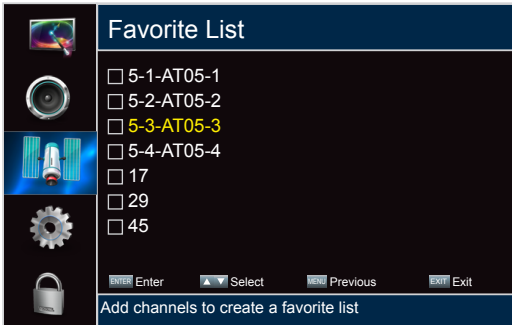 Favorite List
5-1-AT05-1
5-2-AT05-2
5-3-AT05-3
5-4-AT05-4
17
29
45
ENTER Enter ▲ ▼ Select MENU Previous EXIT Exit
Add channels to create a favorite list